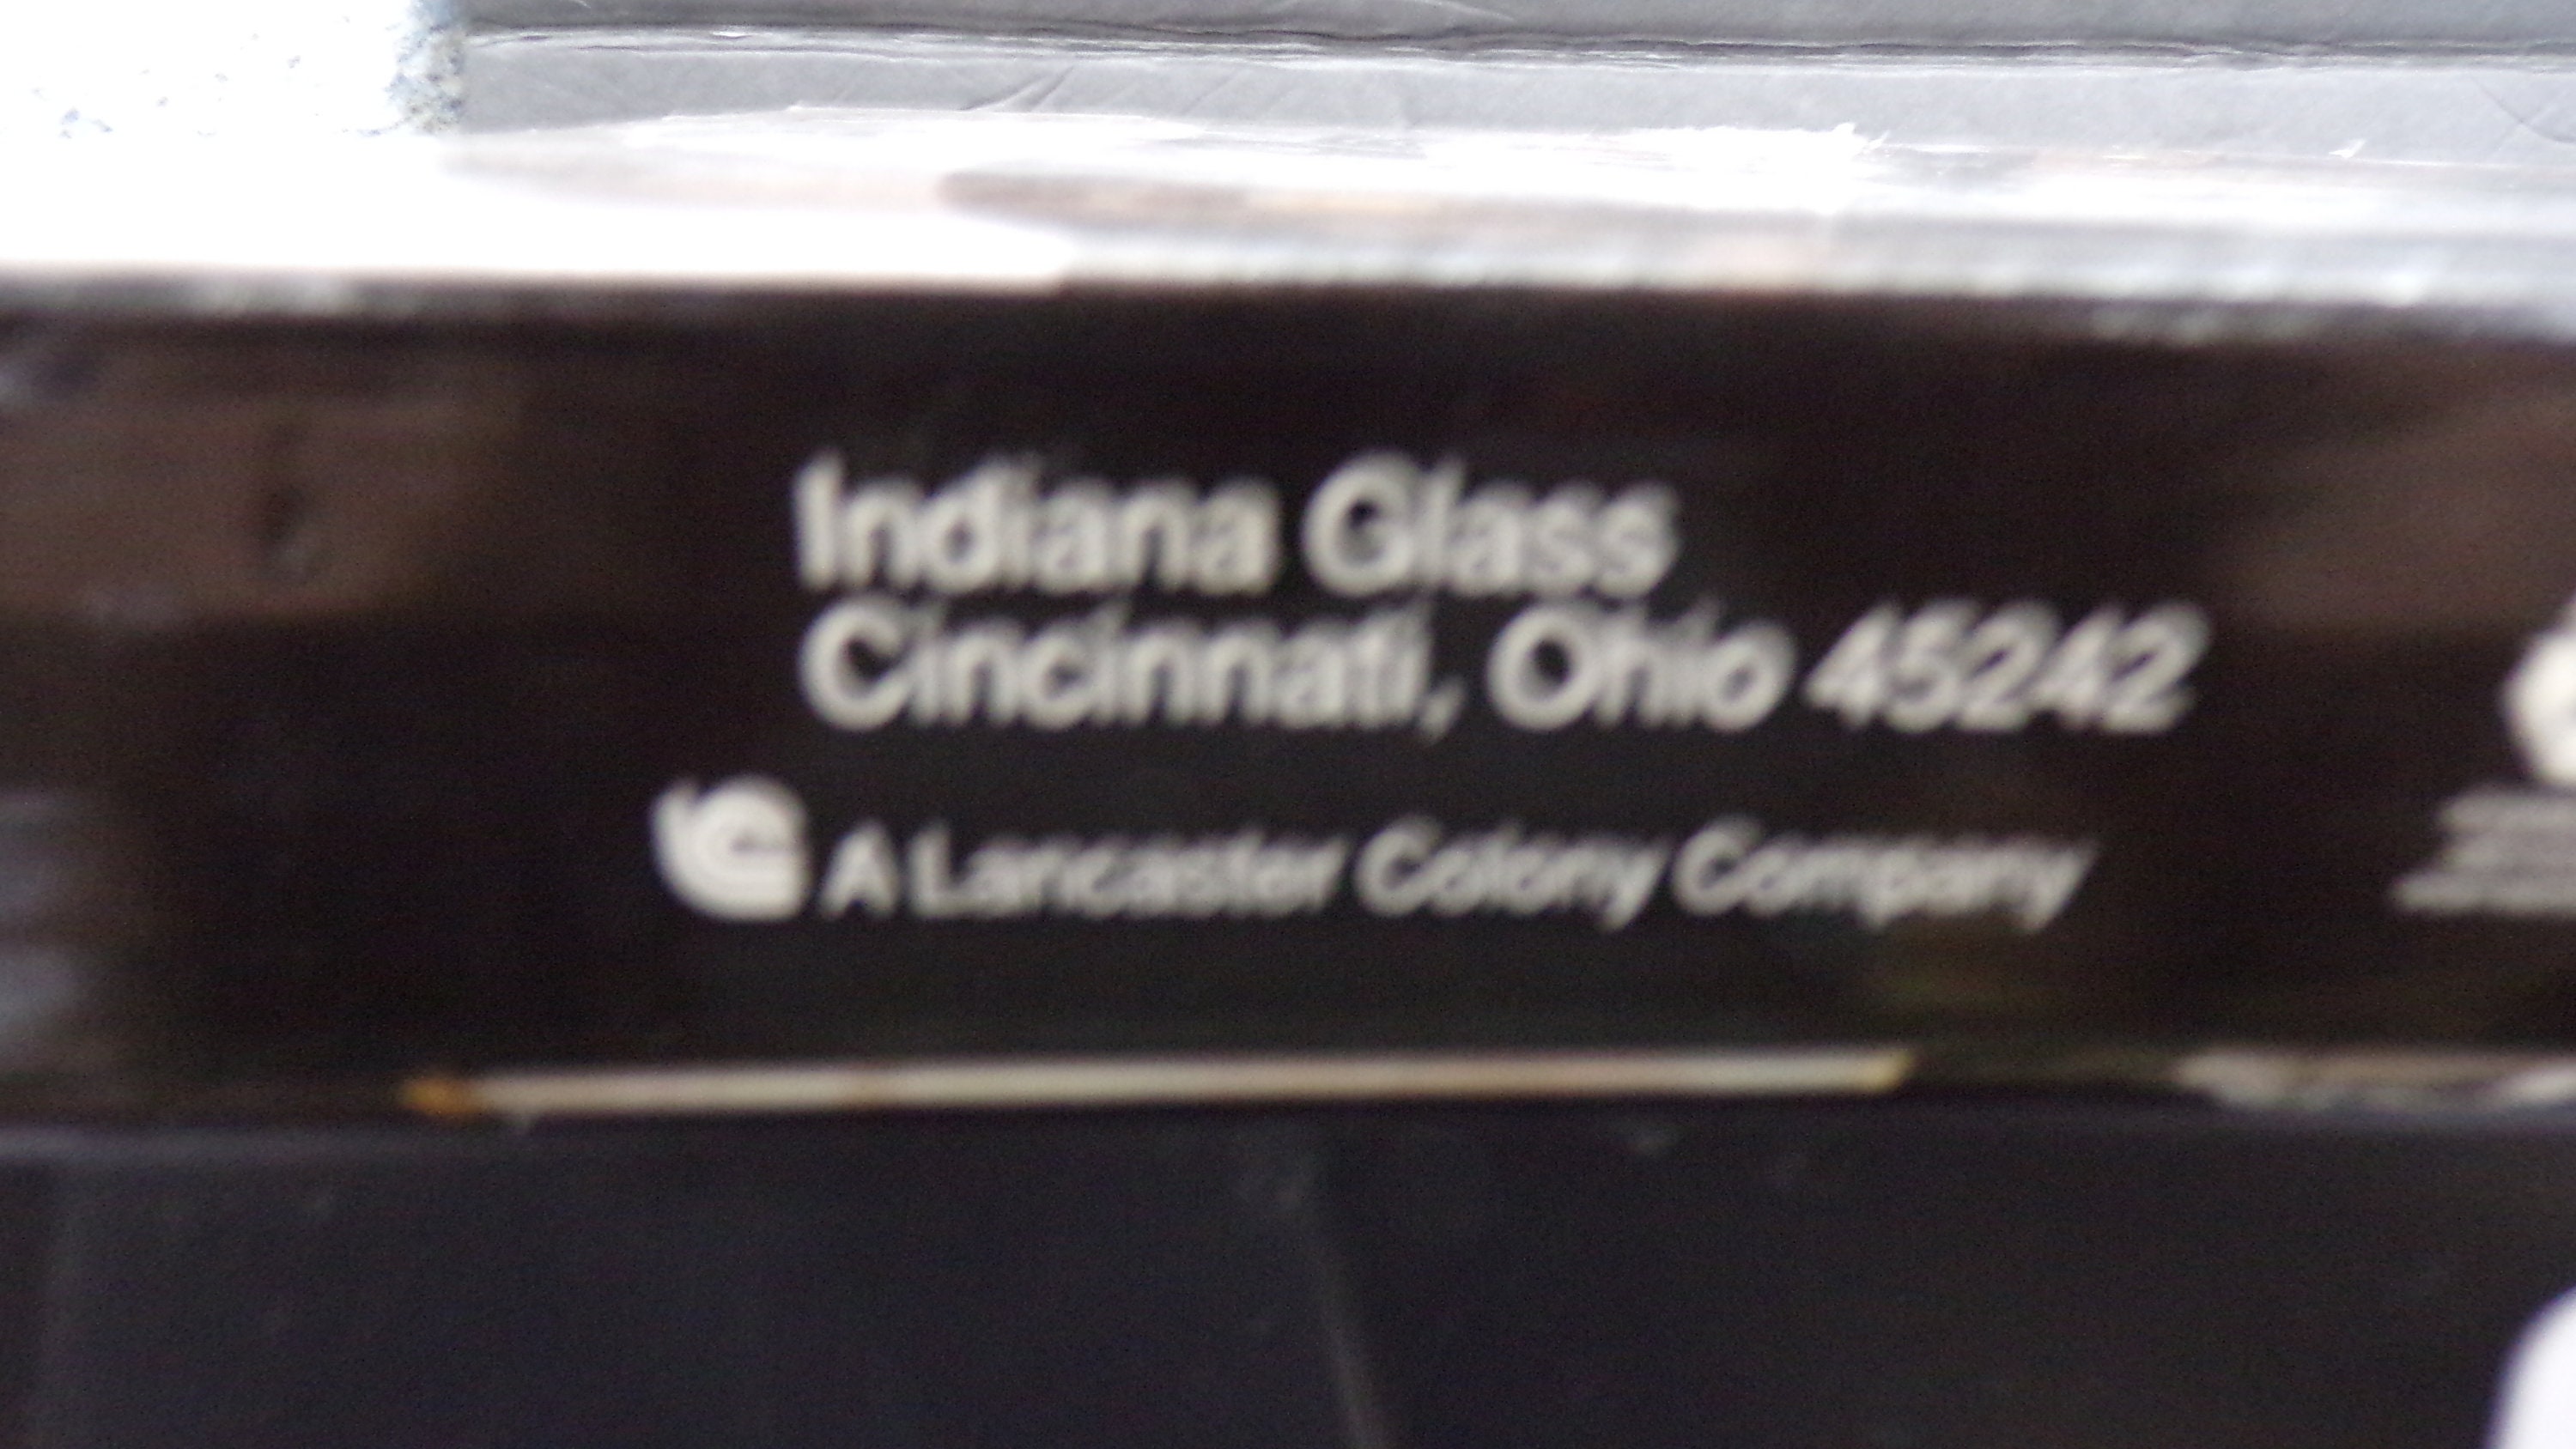 Indiana Glass
Cincinnati, Ohio 45242
A Lancaster Colony Company